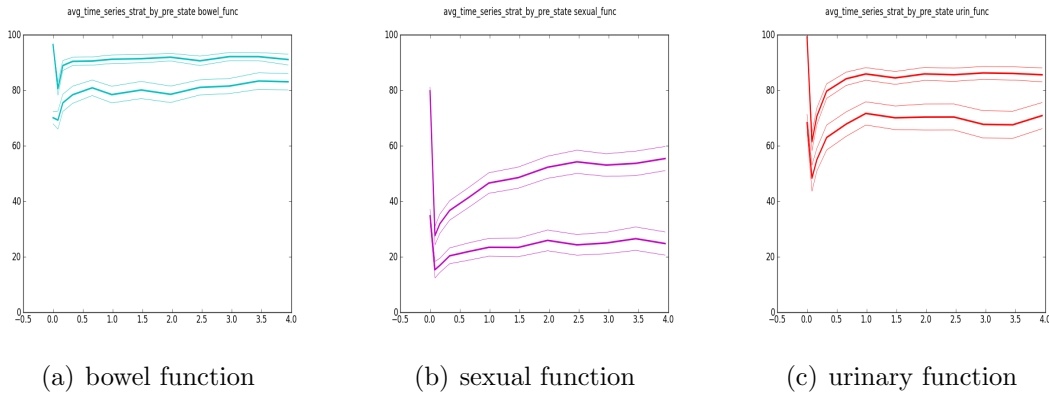 avg_time_series_strat_by_pre_state bowel_func
100
80
60
40
20
0
−0.5 0.0 0.5 1.0 1.5 2.0 2.5 3.0 3.5 4.0
(a) bowel function
avg_time_series_strat_by_pre_state sexual_func
100
80
60
40
20
0
−0.5 0.0 0.5 1.0 1.5 2.0 2.5 3.0 3.5 4.0
(b) sexual function
avg_time_series_strat_by_pre_state urin_func
100
80
60
40
20
0
−0.5 0.0 0.5 1.0 1.5 2.0 2.5 3.0 3.5 4.0
(c) urinary function